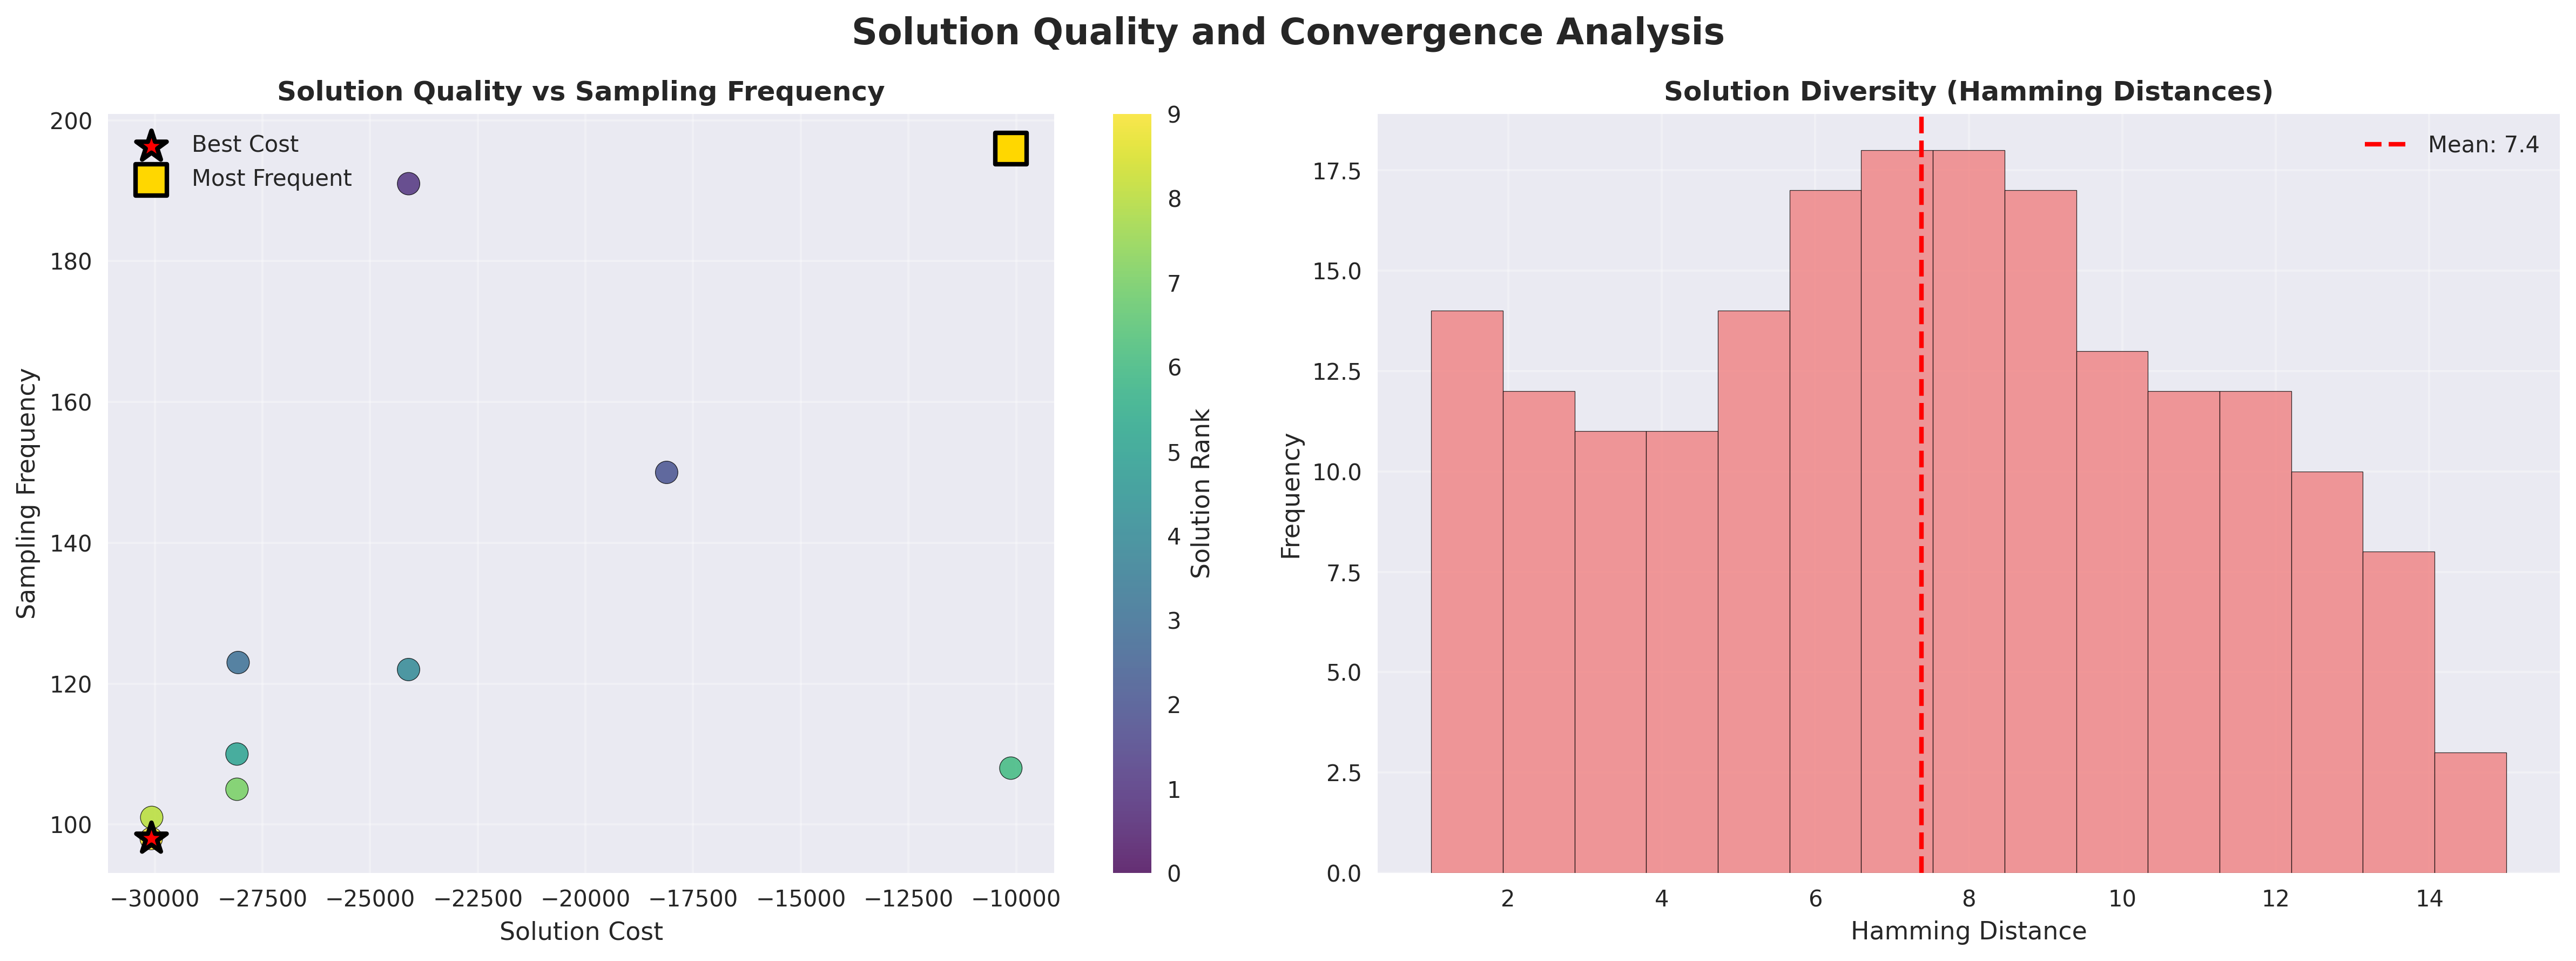 Solution Quality and Convergence Analysis
Solution Quality vs Sampling Frequency
200
180
160
140
120
100
Sampling Frequency
Best Cost
Most Frequent
−30000 −27500 −25000 −22500 −20000 −17500 −15000 −12500 −10000
Solution Cost
9
8
7
6
5
4
3
2
1
0
Solution Rank
Solution Diversity (Hamming Distances)
17.5
15.0
12.5
10.0
7.5
5.0
2.5
0.0
Frequency
Mean: 7.4
2 4 6 8 10 12 14
Hamming Distance